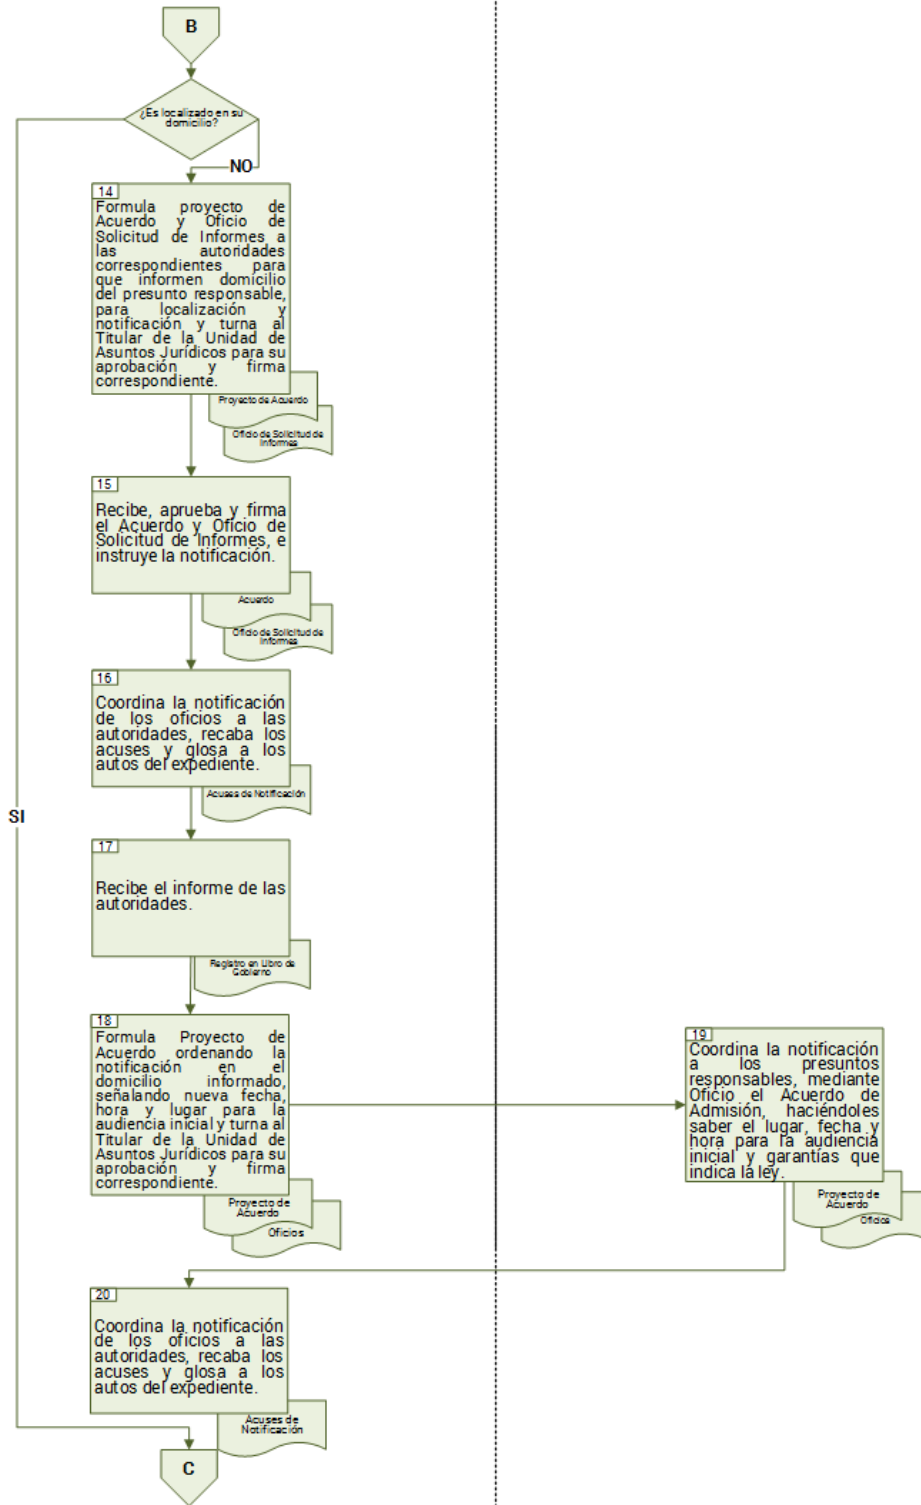 B
¿Es localizado en su
domicilio?
NO
SI
14
Formula proyecto de
Acuerdo y Oficio de
Solicitud de Informes a
las autoridades
correspondientes para
que informen domicilio
del presunto responsable,
para localización y
notificación y turna al
Titular de la Unidad de
Asuntos Jurídicos para su
aprobación y firma
correspondiente.
Proyecto de Acuerdo
Oficio de Solicitud de
Informes
15
Recibe, aprueba y firma
el Acuerdo y Oficio de
Solicitud de Informes, e
instruye la notificación.
Acuerdo
Oficio de Solicitud de
Informes
16
Coordina la notificación
de los oficios a las
autoridades, recaba los
acuses y glosa a los
autos del expediente.
Acuses de Notificación
17
Recibe el informe de las
autoridades.
Registro en Libro de
Gobierno
18
Formula Proyecto de
Acuerdo ordenando la
notificación en el
domicilio informado,
señalando nueva fecha,
hora y lugar para la
audiencia inicial y turna al
Titular de la Unidad de
Asuntos Jurídicos para su
aprobación y firma
correspondiente.
Proyecto de
Acuerdo
Oficios
19
Coordina la notificación
a los presuntos
responsables, mediante
Oficio el Acuerdo de
Admisión, haciéndoles
saber el lugar, fecha y
hora para la audiencia
inicial y garantías que
indica la ley.
Proyecto de
Acuerdo
Oficios
20
Coordina la notificación
de los oficios a las
autoridades, recaba los
acuses y glosa a los
autos del expediente.
Acuses de
Notificación
C